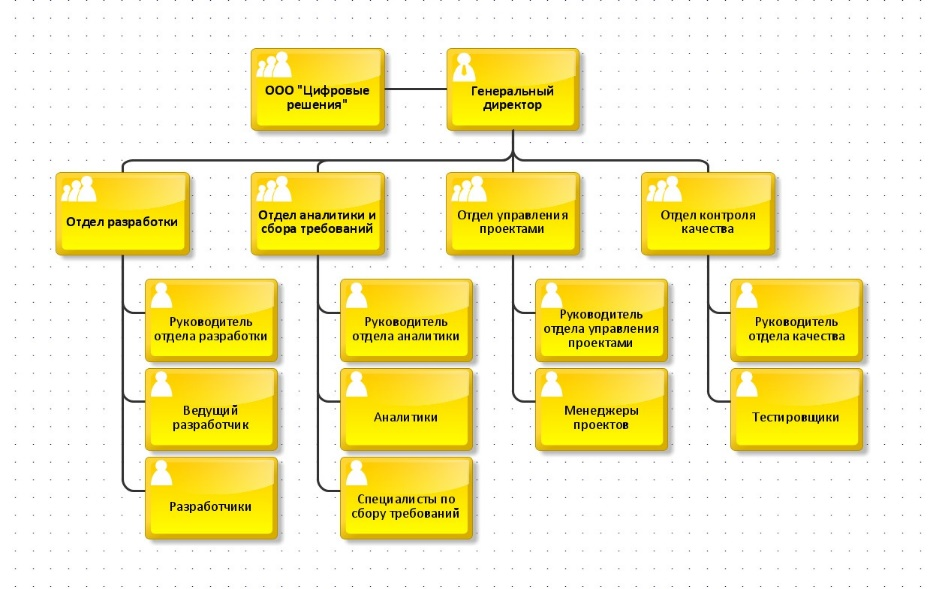 ООО "Цифровые
решения"
Генеральный
директор
Отдел разработки
Отдел аналитики и
сбора требований
Отдел управления
проектами
Отдел контроля
качества
Руководитель
отдела разработки
Руководитель
отдела аналитики
Руководитель
отдела управления
проектами
Руководитель
отдела качества
Ведущий
разработчик
Аналитики
Менеджеры
проектов
Тестировщики
Разработчики
Специалисты по
сбору требований